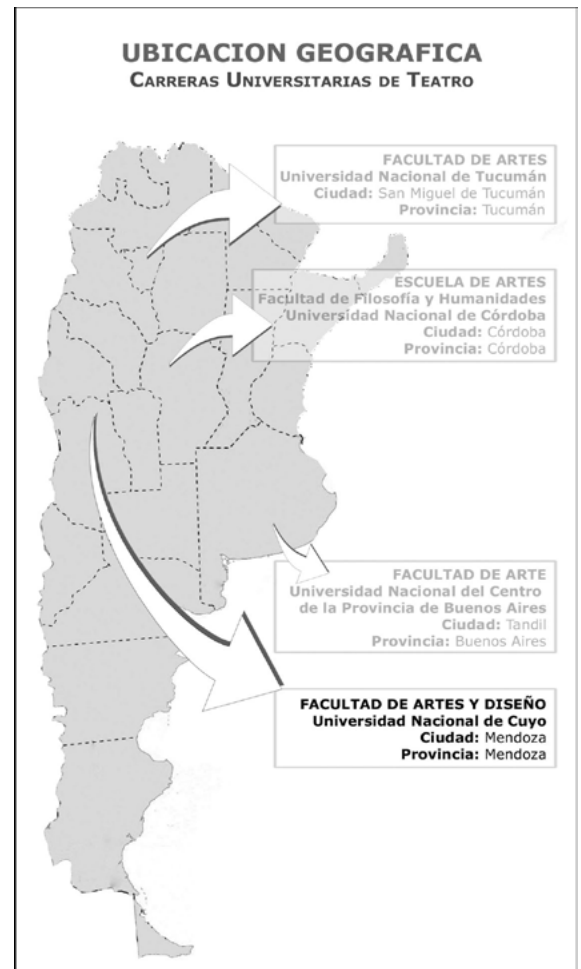 UBICACION GEOGRAFICA
CARRERAS UNIVERSITARIAS DE TEATRO
FACULTAD DE ARTES
Universidad Nacional de Tucumán
Ciudad: San Miguel de Tucumán
Provincia: Tucumán
ESCUELA DE ARTES
Facultad de Filosofía y Humanidades
Universidad Nacional de Córdoba
Ciudad: Córdoba
Provincia: Córdoba
FACULTAD DE ARTE
Universidad Nacional del Centro
de la Provincia de Buenos Aires
Ciudad: Tandil
Provincia: Buenos Aires
FACULTAD DE ARTES Y DISEÑO
Universidad Nacional de Cuyo
Ciudad: Mendoza
Provincia: Mendoza